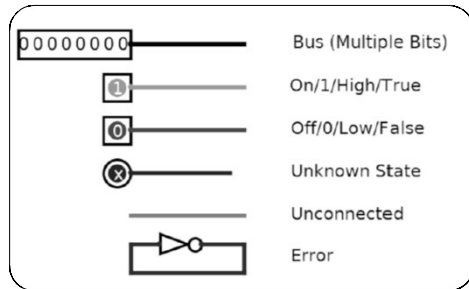 00000000 Bus (Multiple Bits)
1 On/1/High/True
0 Off/0/Low/False
x Unknown State
Unconnected
Error